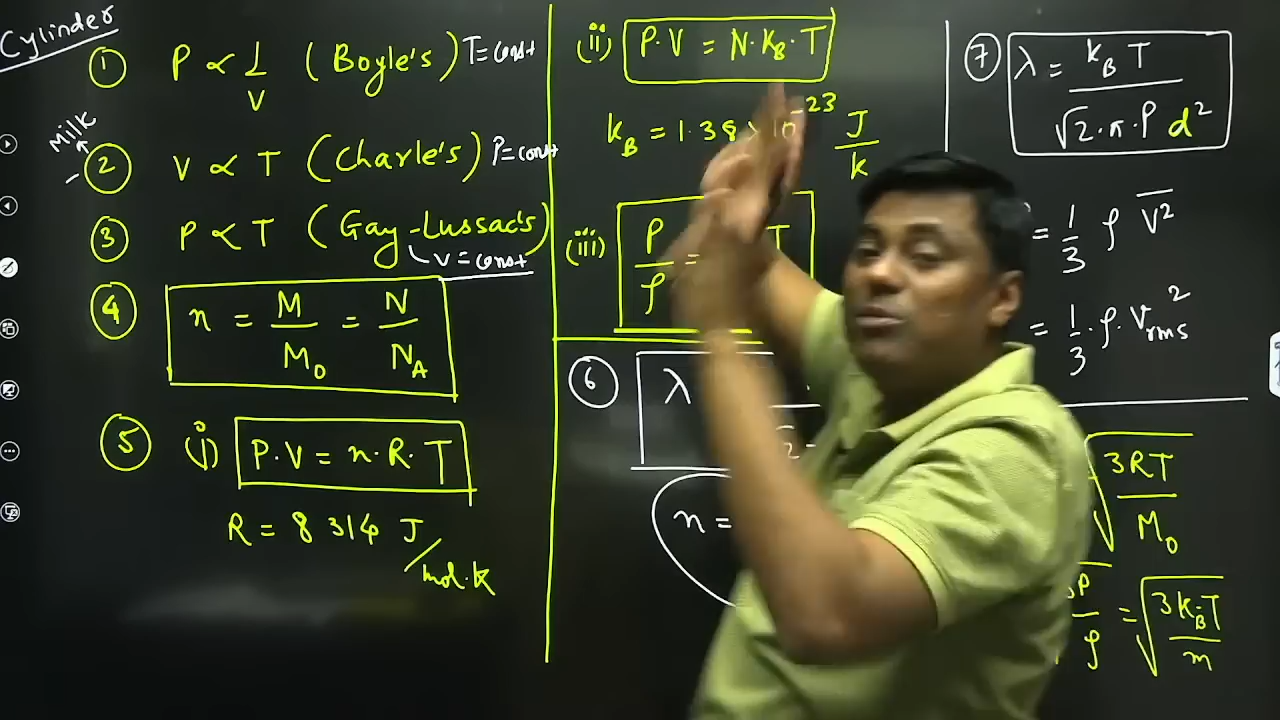 Cylinder
① P ∝ 1/V (Boyle's) T=const
Milk
② V ∝ T (Charle's) P=const
③ P ∝ T (Gay-Lussac's)
V = const
④ n = M/M₀ = N/N_A
⑤ (i) P·V = n·R·T
R = 8 314 J/mol·K
(ii) P·V = N·K_B·T
k_B = 1.38 × 10⁻²³ J/k
(iii) P/ρ = T
⑥ λ
n =
⑦ λ = k_B T / √2·π·P d²
= 1/3 ρ V̅²
= 1/3 · ρ · V²rms
√(3RT/M₀)
P/ρ = √(3k_B·T/m)